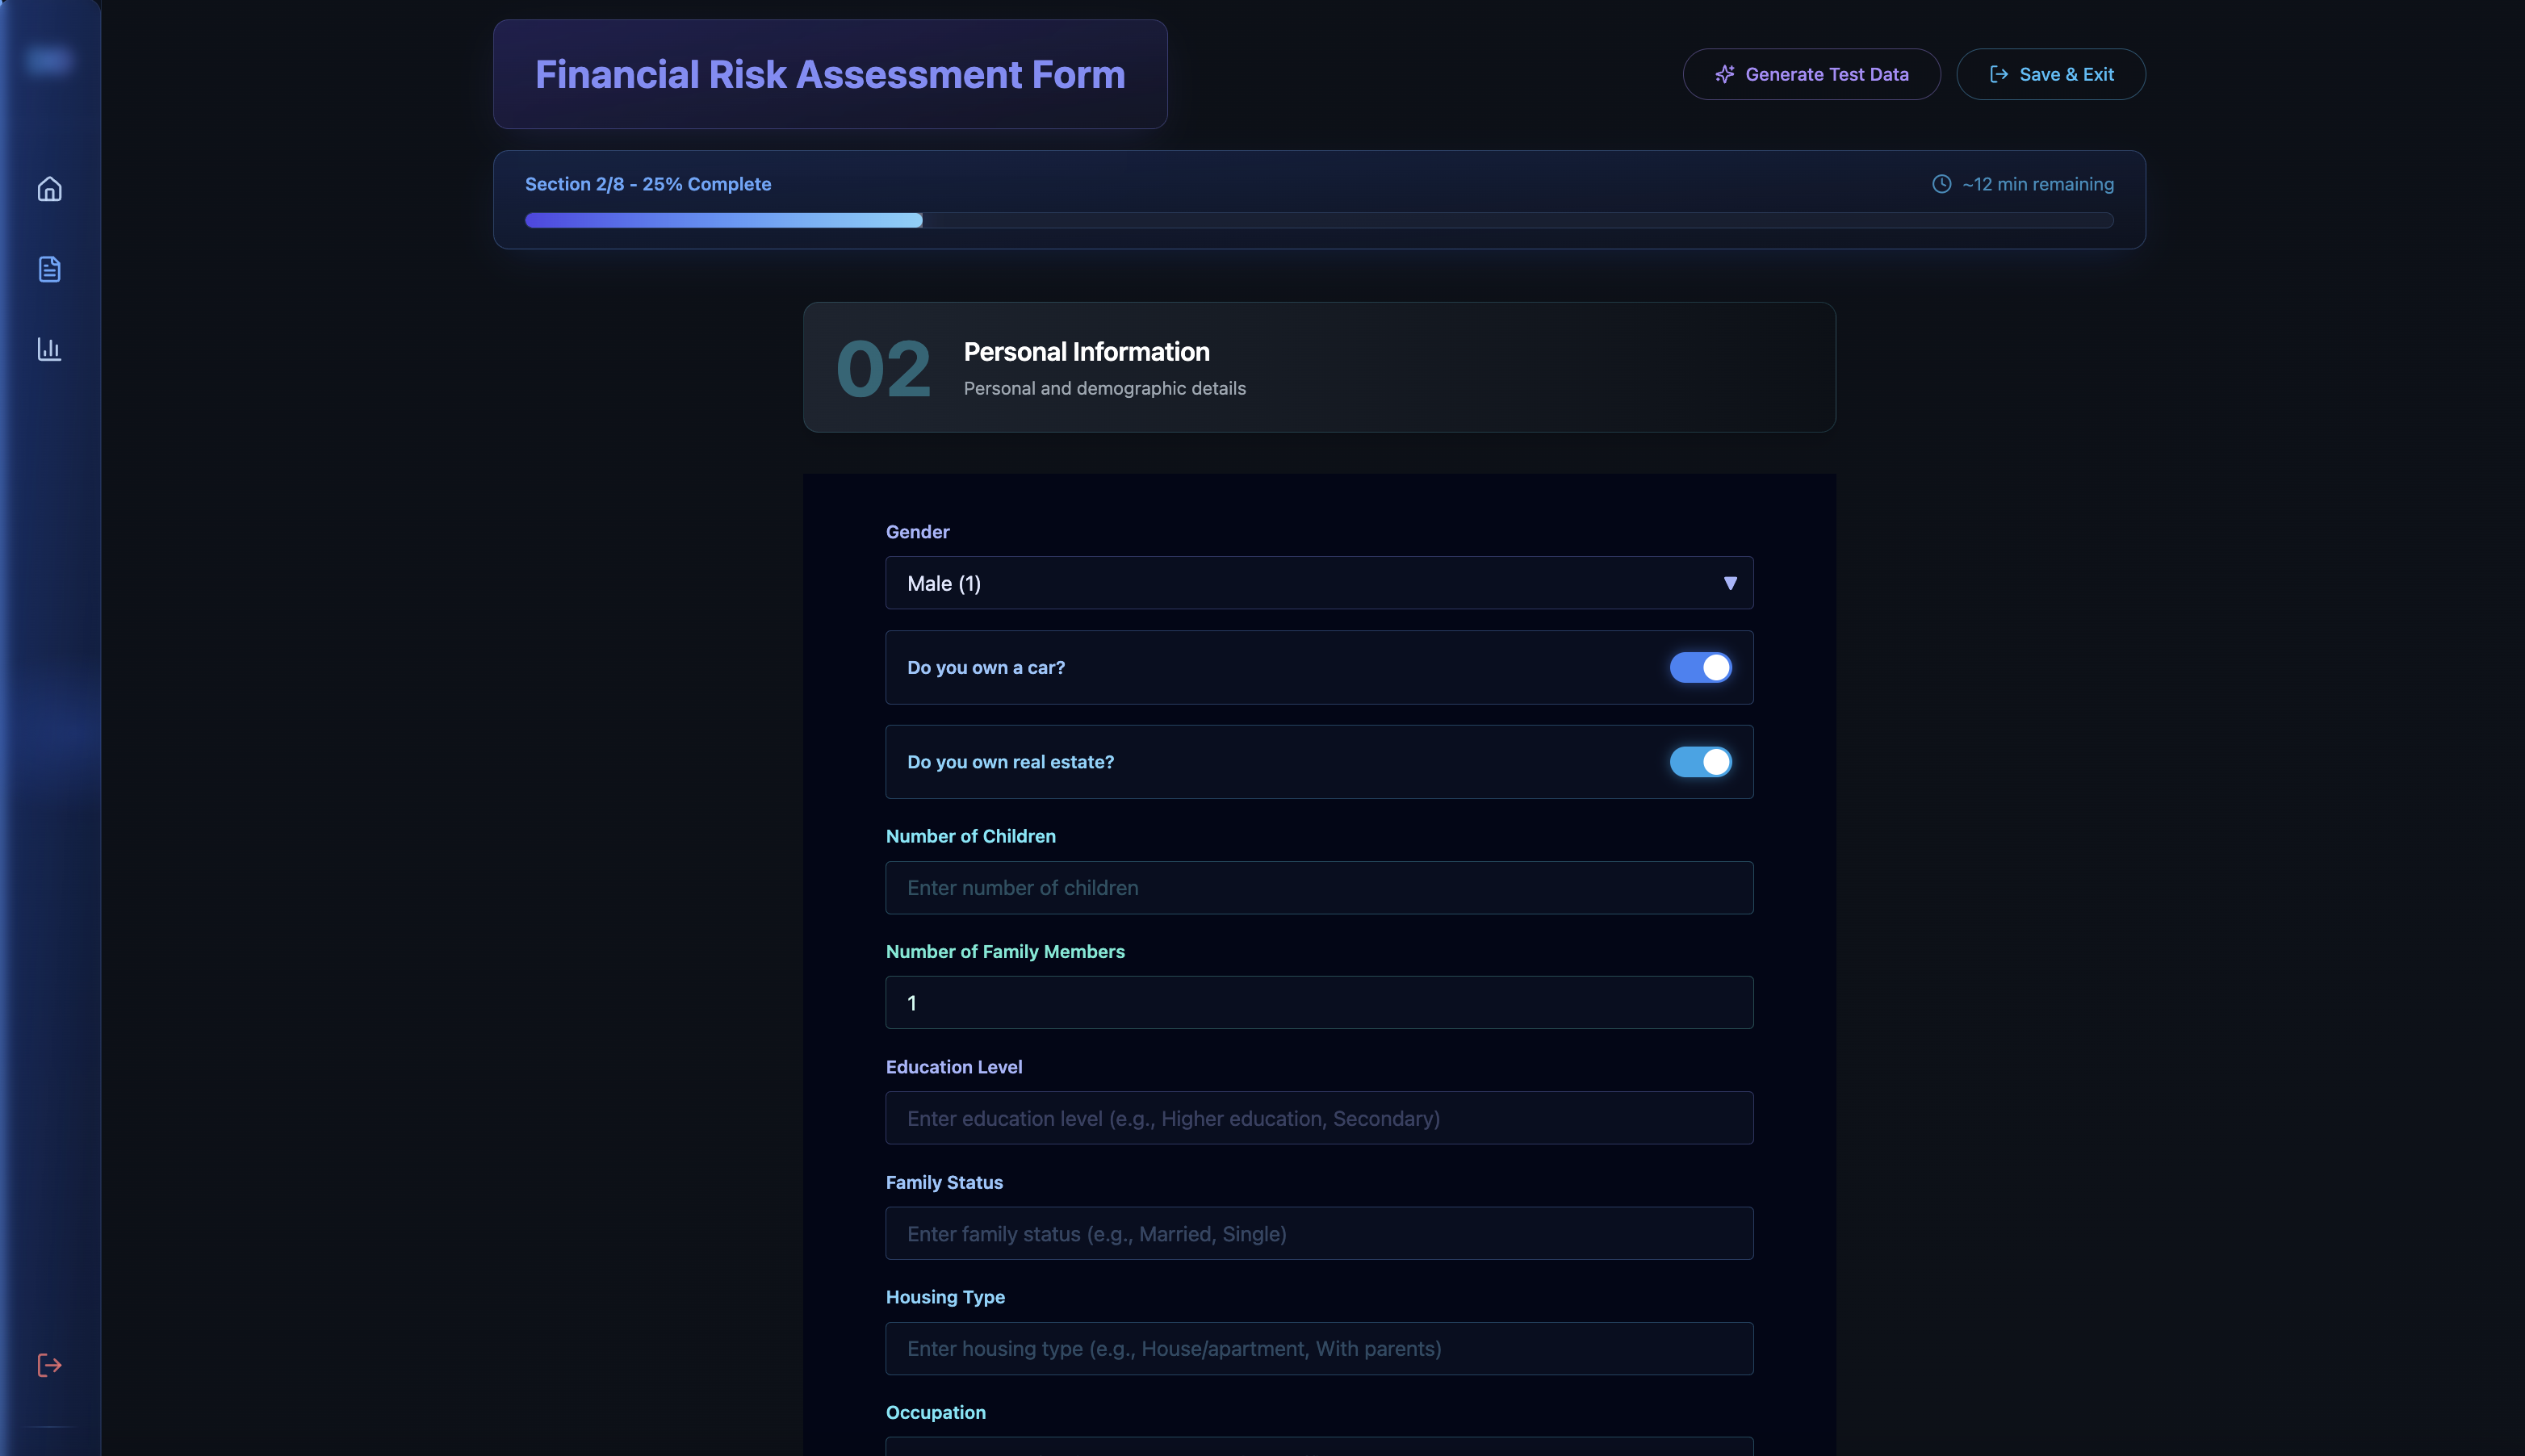 Financial Risk Assessment Form
Generate Test Data
Save & Exit
Section 2/8 - 25% Complete
~12 min remaining
02
Personal Information
Personal and demographic details
Gender
Male (1)
Do you own a car?
Do you own real estate?
Number of Children
Enter number of children
Number of Family Members
1
Education Level
Enter education level (e.g., Higher education, Secondary)
Family Status
Enter family status (e.g., Married, Single)
Housing Type
Enter housing type (e.g., House/apartment, With parents)
Occupation